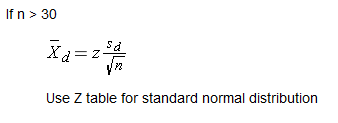 If n > 30
X̄d = z sd/√n
Use Z table for standard normal distribution